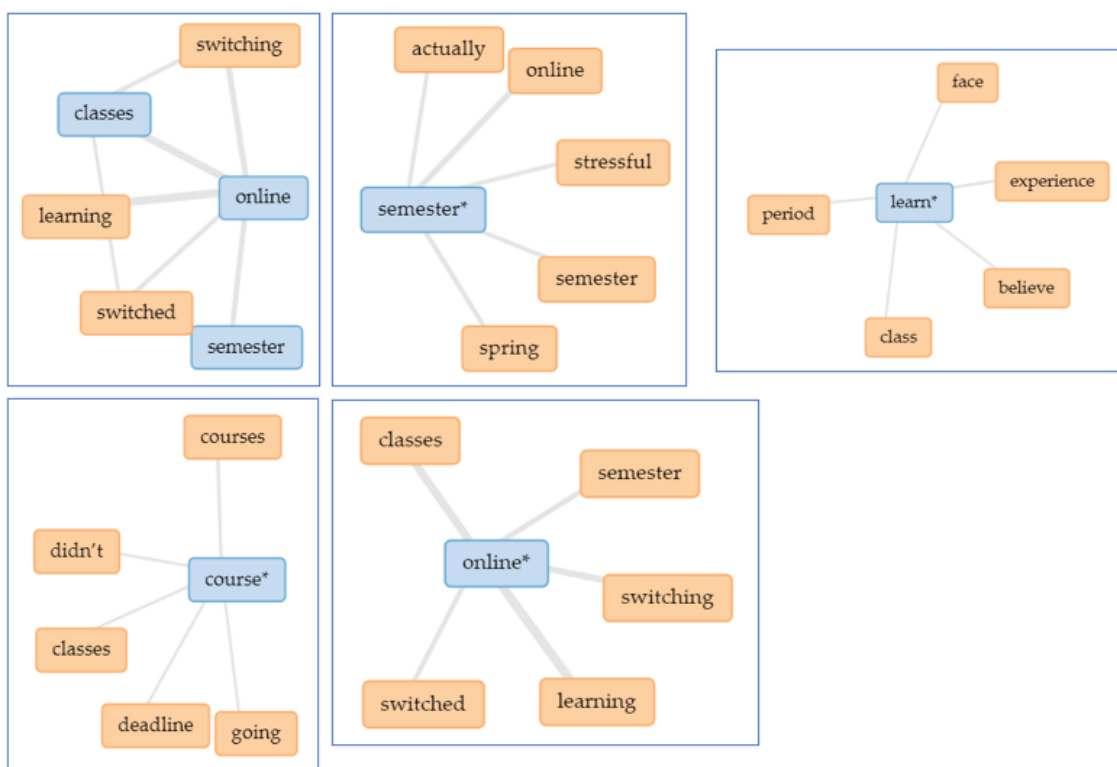 switching
classes
online
learning
switched
semester
actually
online
stressful
semester*
semester
spring
face
experience
learn*
period
believe
class
courses
didn't
course*
classes
deadline
going
classes
semester
online*
switching
switched
learning